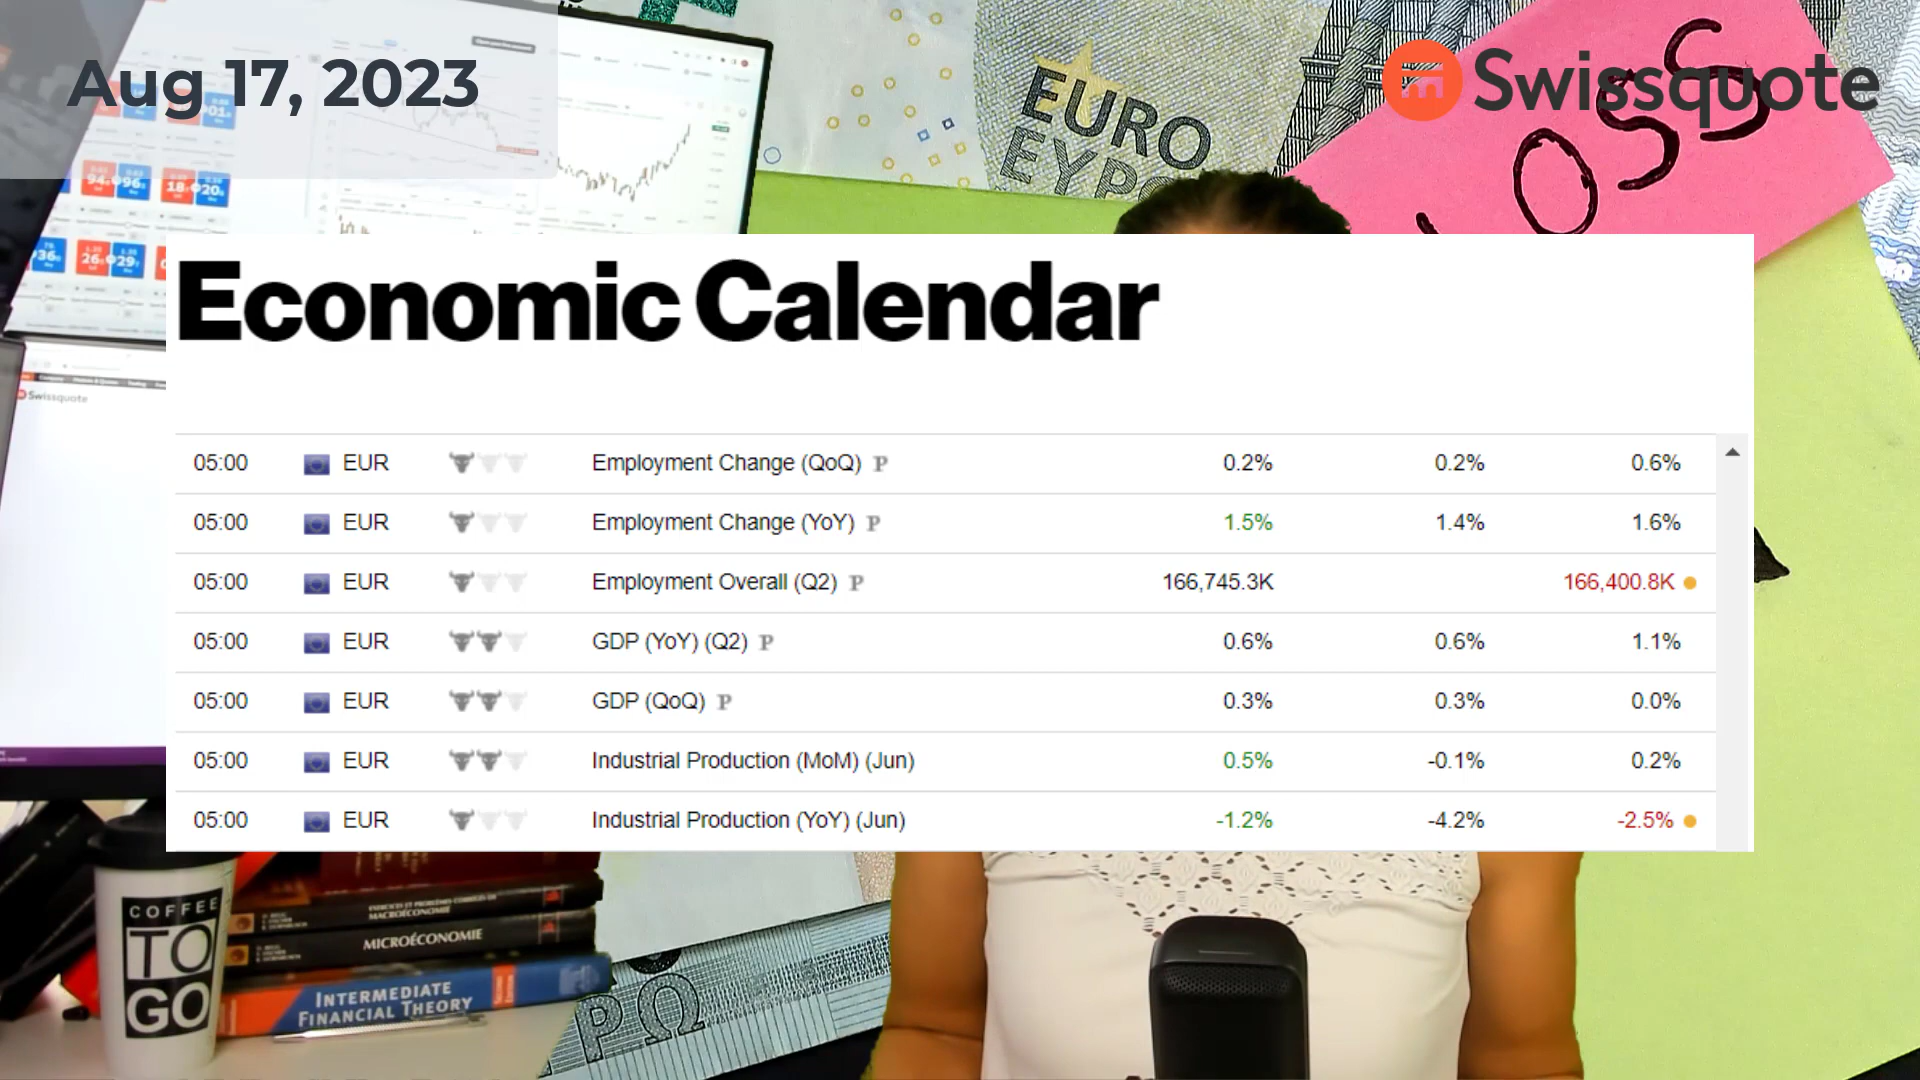 Aug 17, 2023
Swissquote
EURO
ΕΥΡΩ
LOSS
Swissquote
Economic Calendar
05:00 EUR Employment Change (QoQ) P 0.2% 0.2% 0.6%
05:00 EUR Employment Change (YoY) P 1.5% 1.4% 1.6%
05:00 EUR Employment Overall (Q2) P 166,745.3K 166,400.8K
05:00 EUR GDP (YoY) (Q2) P 0.6% 0.6% 1.1%
05:00 EUR GDP (QoQ) P 0.3% 0.3% 0.0%
05:00 EUR Industrial Production (MoM) (Jun) 0.5% -0.1% 0.2%
05:00 EUR Industrial Production (YoY) (Jun) -1.2% -4.2% -2.5%
COFFEE
TO
GO
MACROÉCONOMIE
MICROÉCONOMIE
INTERMEDIATE
FINANCIAL THEORY
ΡΩ